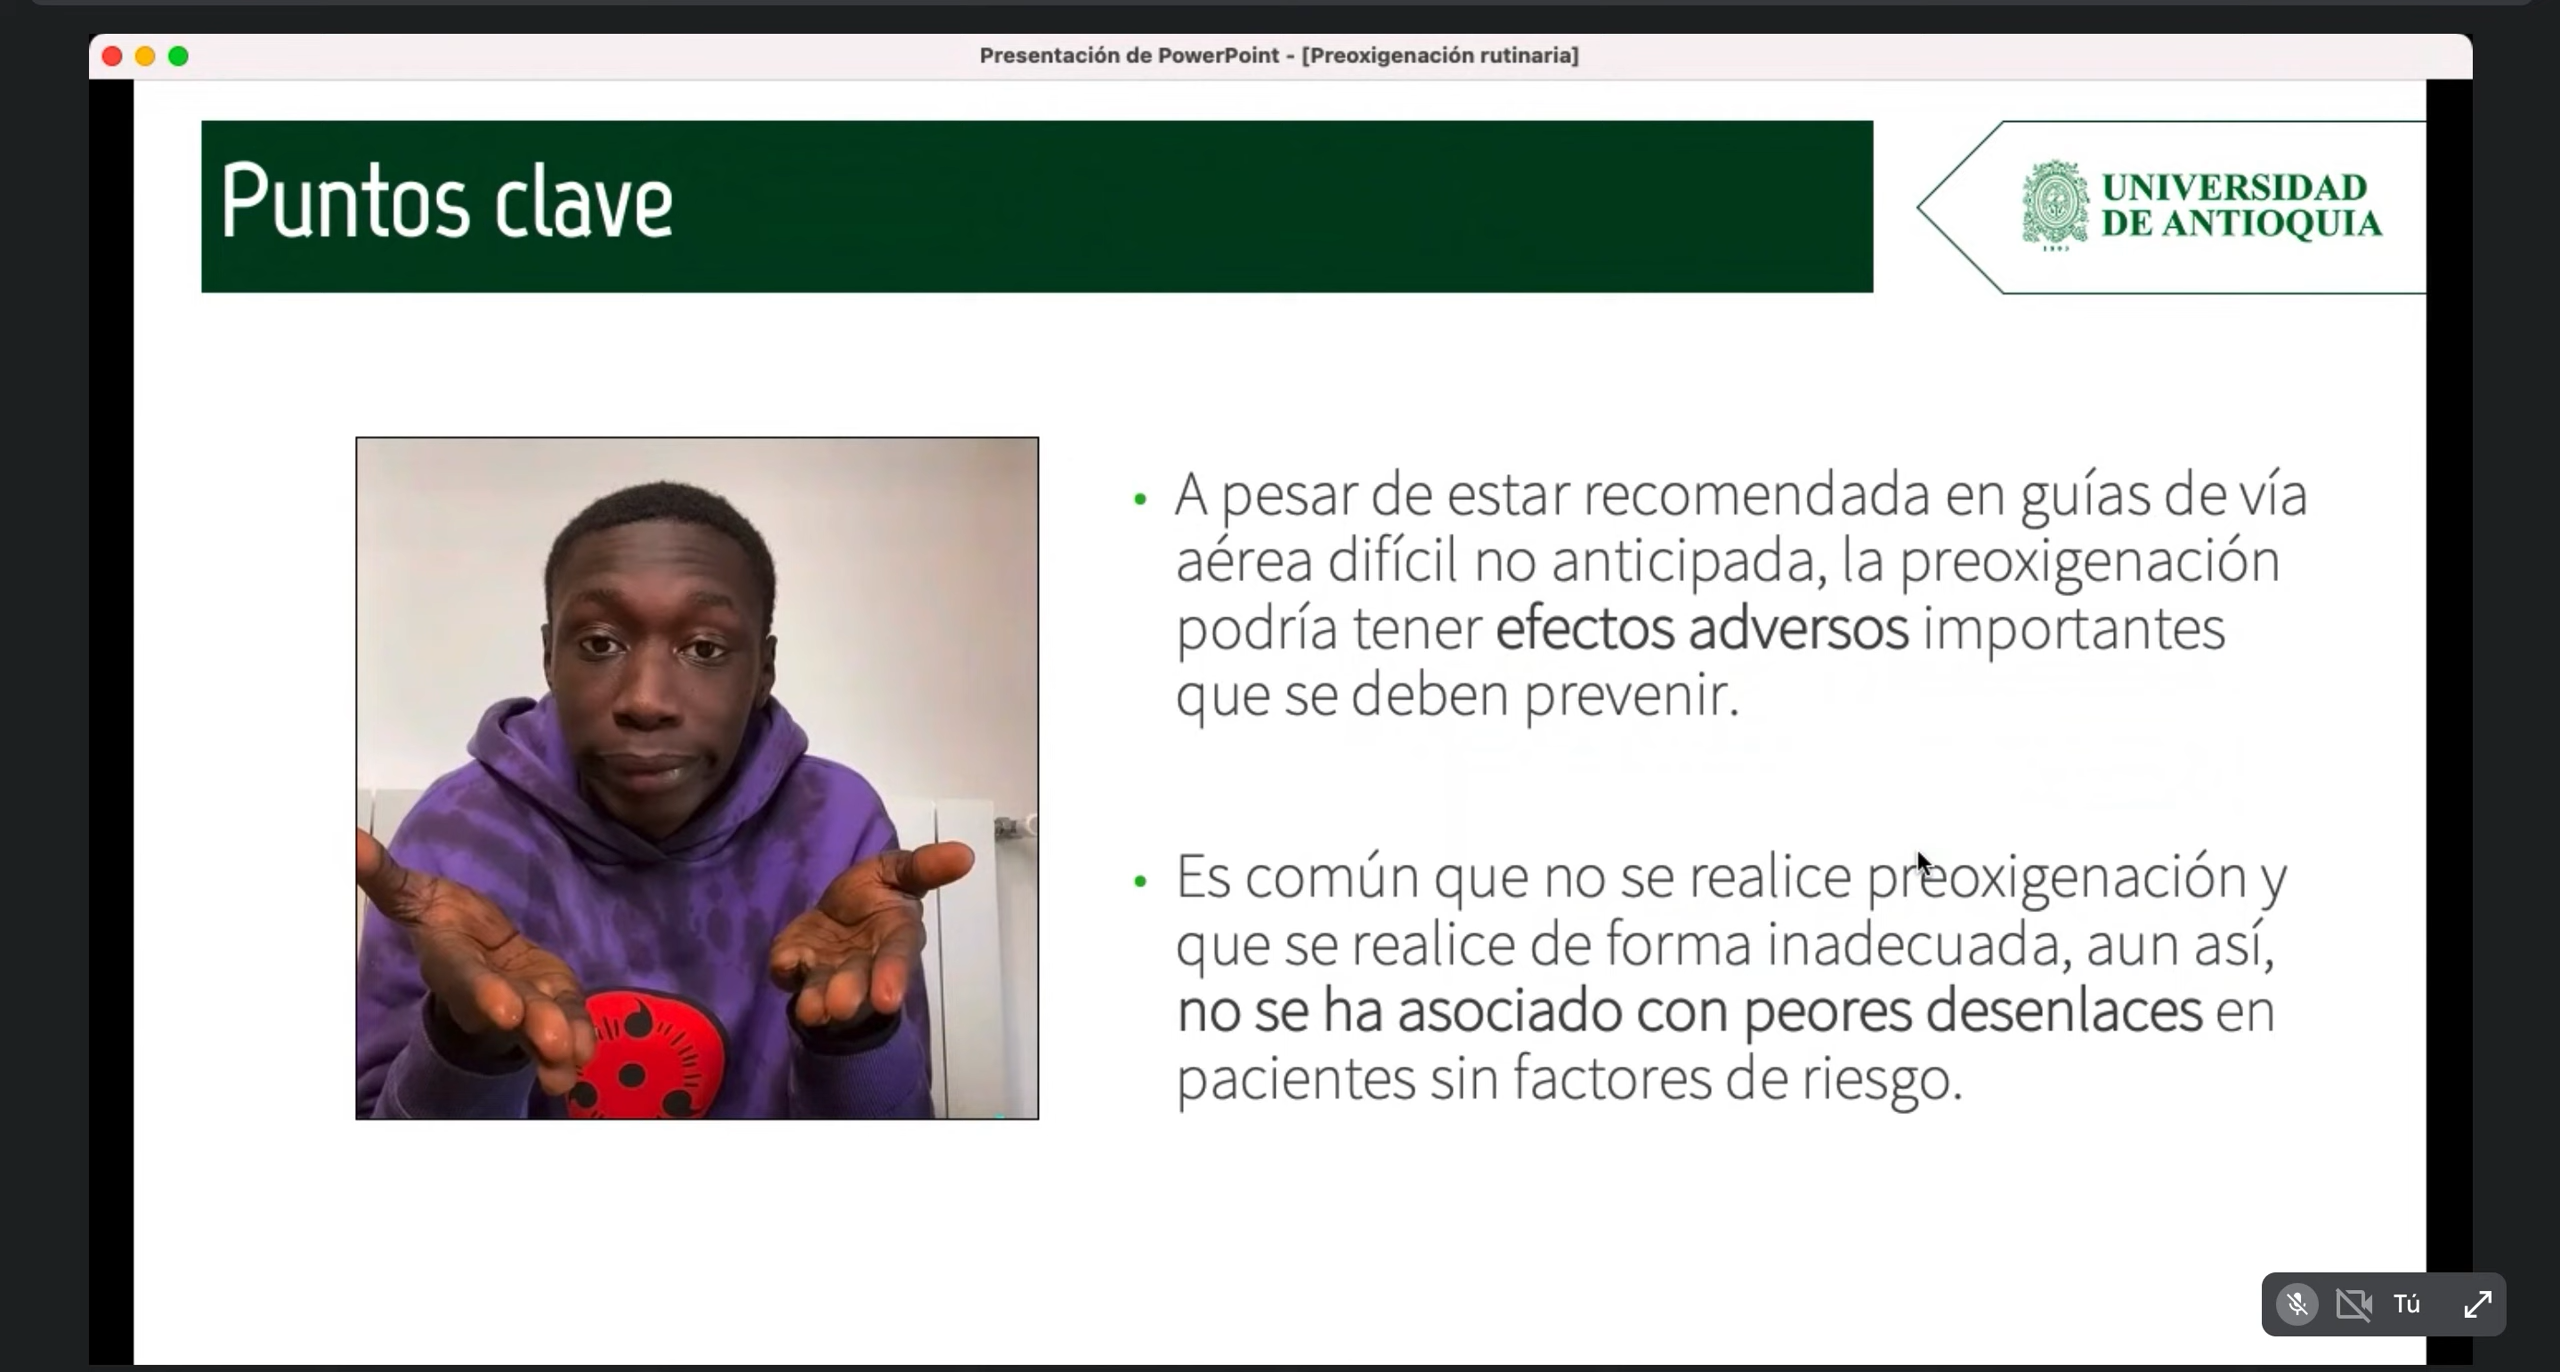 Presentación de PowerPoint - [Preoxigenación rutinaria]
Puntos clave
UNIVERSIDAD
DE ANTIOQUIA
1803
• A pesar de estar recomendada en guías de vía
aérea difícil no anticipada, la preoxigenación
podría tener efectos adversos importantes
que se deben prevenir.
• Es común que no se realice preoxigenación y
que se realice de forma inadecuada, aun así,
no se ha asociado con peores desenlaces en
pacientes sin factores de riesgo.
Tú